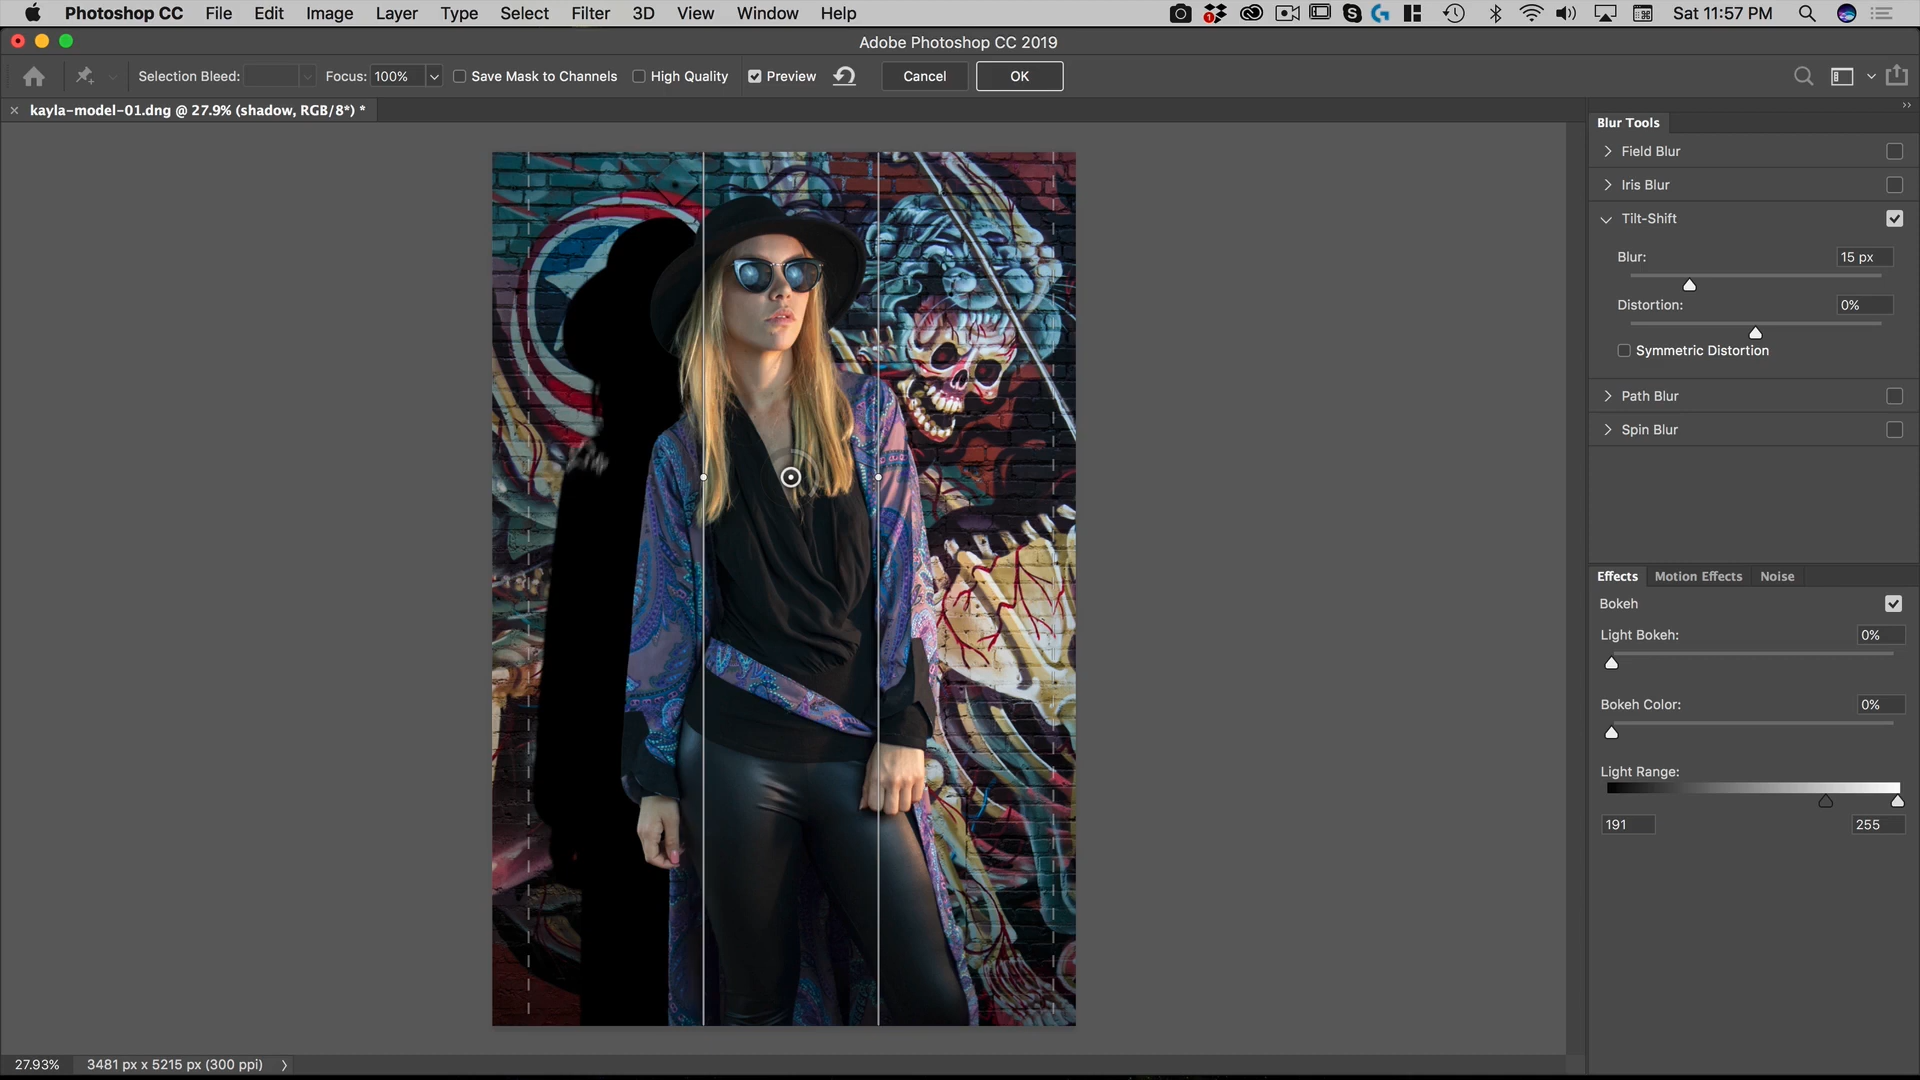 Photoshop CC File Edit Image Layer Type Select Filter 3D View Window Help 1 Sat 11:57 PM
Adobe Photoshop CC 2019
Selection Bleed: Focus: 100% Save Mask to Channels High Quality Preview Cancel OK
kayla-model-01.dng @ 27.9% (shadow, RGB/8*) *
Blur Tools
Field Blur
Iris Blur
Tilt-Shift
Blur: 15 px
Distortion: 0%
Symmetric Distortion
Path Blur
Spin Blur
Effects Motion Effects Noise
Bokeh
Light Bokeh: 0%
Bokeh Color: 0%
Light Range:
191 255
27.93% 3481 px x 5215 px (300 ppi)